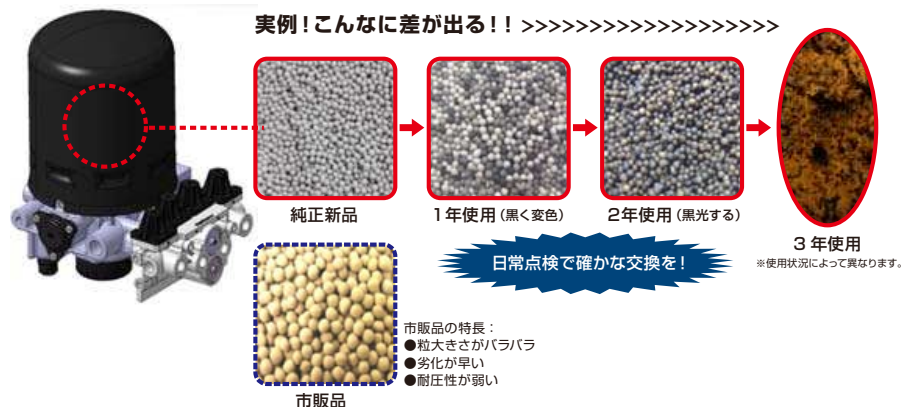 実例！こんなに差が出る！！ >>>>>>>>>>>>>>>>>>>>
純正新品
1年使用（黒く変色）
2年使用（黒光する）
3年使用
※使用状況によって異なります。
日常点検で確かな交換を！
市販品の特長：
●粒大きさがバラバラ
●劣化が早い
●耐圧性が弱い
市販品